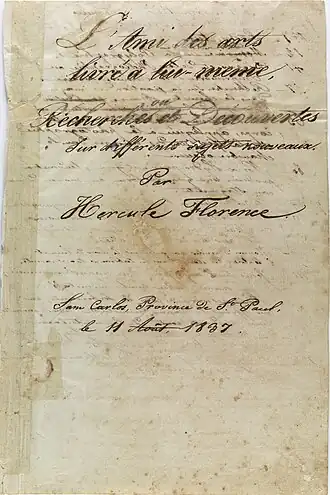 L'Ami des arts
livré à lui-même,
ou
Recherches et Découvertes
Sur différents sujets nouveaux.
Par
Hercule Florence
Sam Carlos, Province de St. Paul,
le 11 Août 1837.